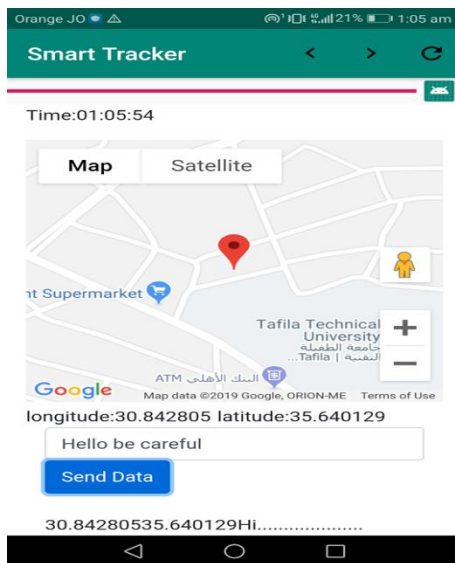 Orange JO 21% 1:05 am
Smart Tracker < >
Time:01:05:54
Map Satellite
nt Supermarket
Tafila Technical
University
جامعة الطفيلة
التقنية | Tafila...
البنك الأهلي ATM
Google Map data ©2019 Google, ORION-ME Terms of Use
longitude:30.842805 latitude:35.640129
Hello be careful
Send Data
30.84280535.640129Hi....................